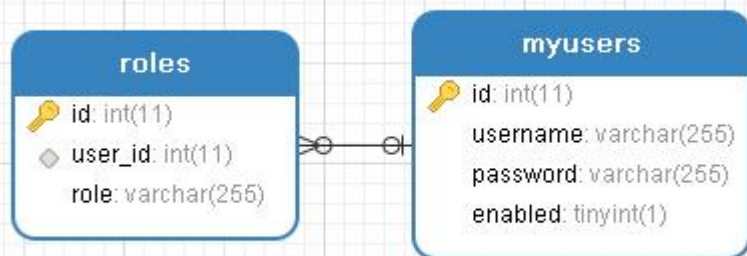 roles
id: int(11)
user_id: int(11)
role: varchar(255)
myusers
id: int(11)
username: varchar(255)
password: varchar(255)
enabled: tinyint(1)